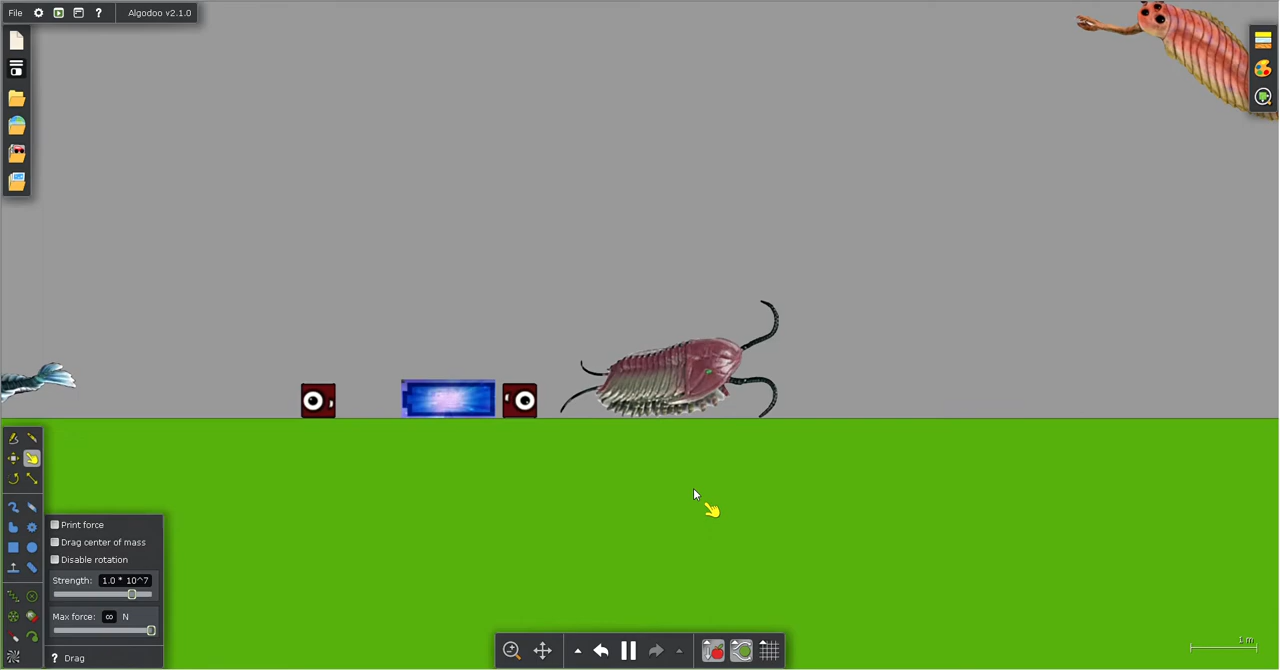 File ? Algodoo v2.1.0
Print force
Drag center of mass
Disable rotation
Strength: 1.0 * 10^7
Max force: ∞ N
? Drag
1 m